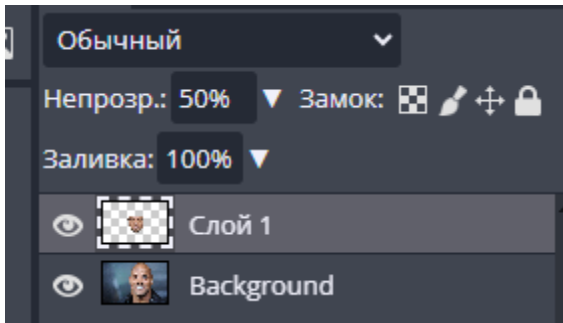 Обычный
Непрозр.: 50% Замок:
Заливка: 100%
Слой 1
Background